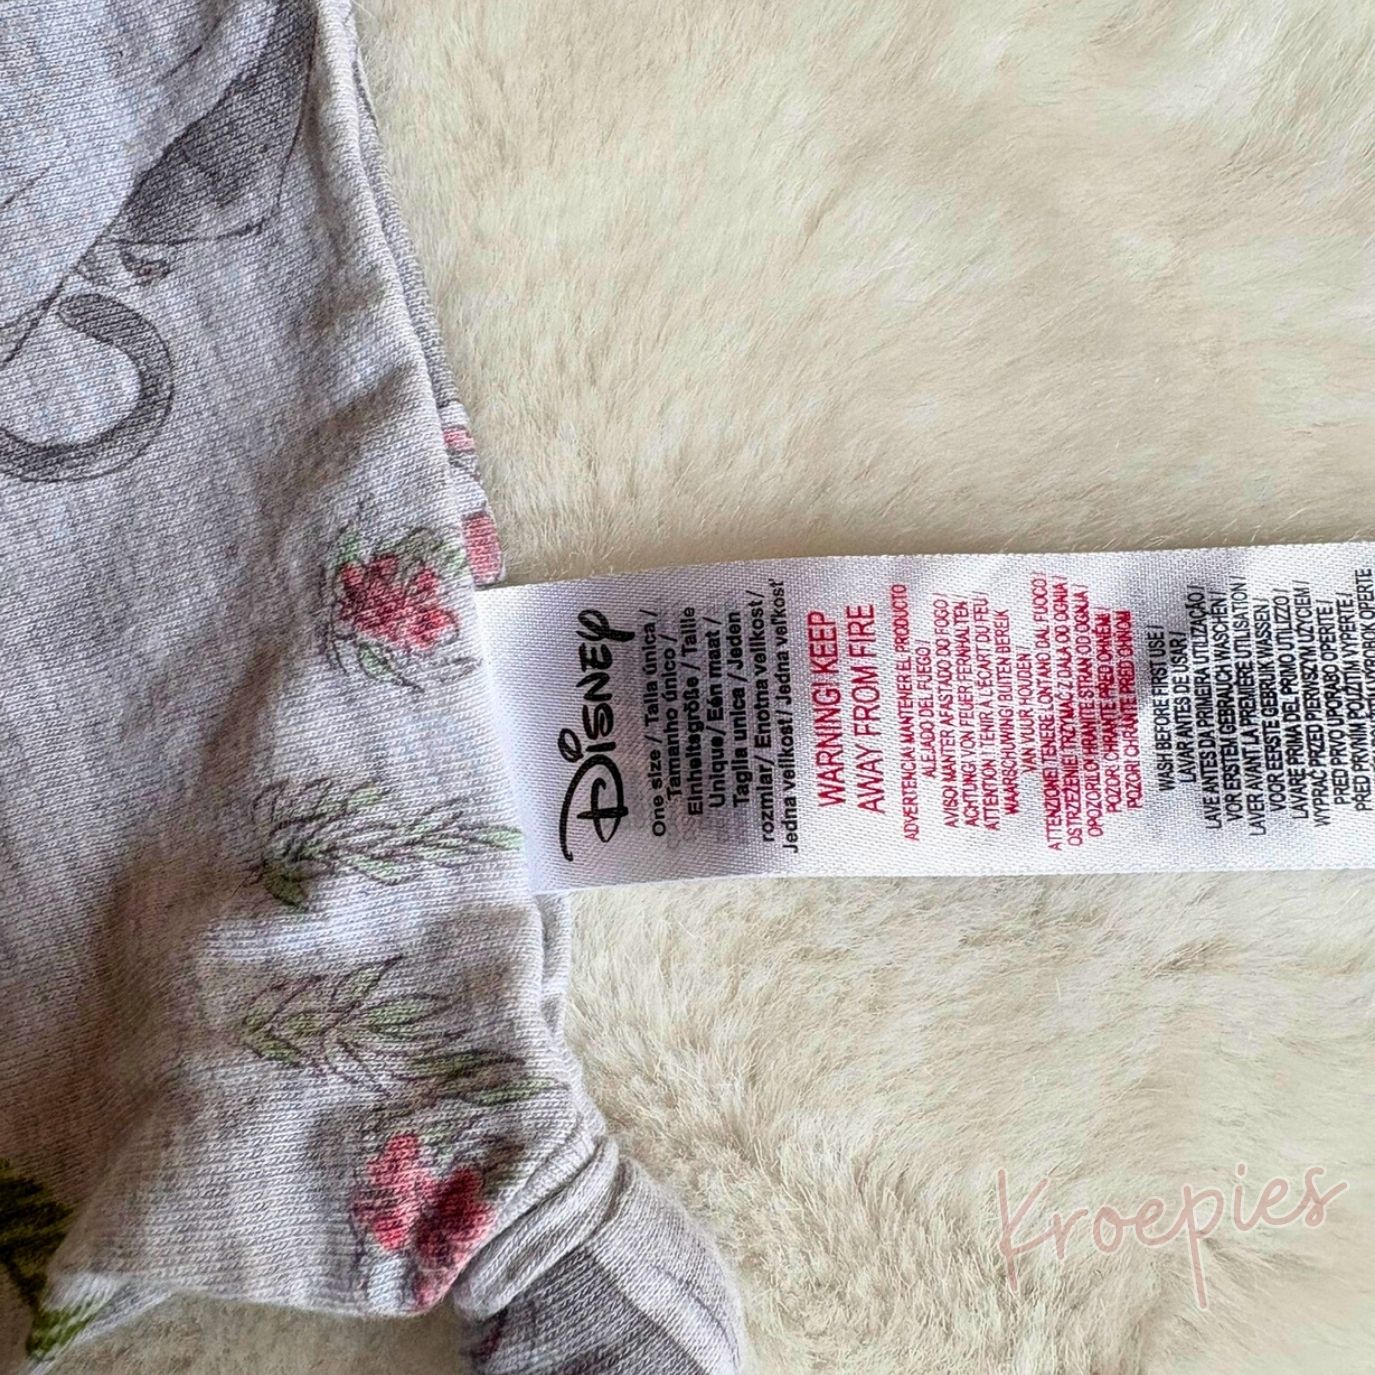 Disney
One size / Talla única /
Tamanho único /
Einheitsgröße / Taille
Unique / Eén maat /
Taglia unica / Jeden
rozmiar / Enotna velikost /
Jedna velikost / Jedna veľkosť
WARNING! KEEP
AWAY FROM FIRE
ADVERTENCIA! MANTENER EL PRODUCTO
ALEJADO DEL FUEGO /
AVISO! MANTER AFASTADO DO FOGO /
ACHTUNG! VON FEUER FERNHALTEN
ATTENTION! TENIR À L'ÉCART DU FEU
WAARSCHUWING! BUITEN BEREIK
VAN VUUR HOUDEN
ATTENZIONE! TENERE LONTANO DAL FUOCO /
OSTRZEŻENIE! TRZYMAĆ Z DALA OD OGNIA /
OPOZORILO! HRANITE STRAN OD OGNJA /
POZOR! CHRAŇTE PŘED OHNĚM /
POZOR! CHRÁŇTE PRED OHŇOM
WASH BEFORE FIRST USE /
LAVAR ANTES DE USAR /
LAVE ANTES DA PRIMEIRA UTILIZAÇÃO /
VOR ERSTEM GEBRAUCH WASCHEN /
LAVER AVANT LA PREMIÈRE UTILISATION /
VOOR EERSTE GEBRUIK WASSEN /
LAVARE PRIMA DEL PRIMO UTILIZZO /
WYPRAĆ PRZED PIERWSZYM UŻYCIEM /
PRED PRVO UPORABO OPERITE /
PŘED PRVNÍM POUŽITÍM VYPERTE /
Kroepies